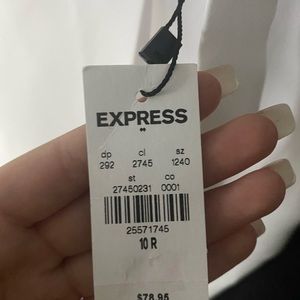 EXPRESS
dp cl sz
292 2745 1240
st co
27450231 0001
25571745
10 R
$78.95